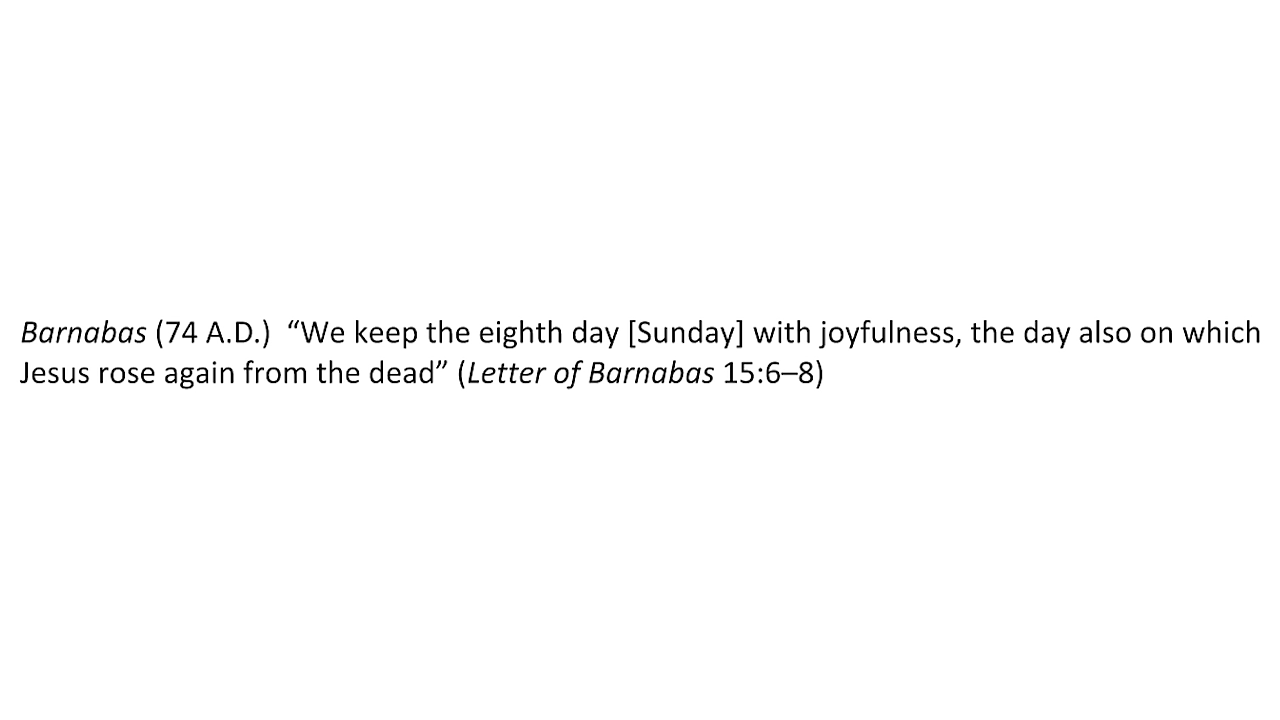 Barnabas (74 A.D.)  “We keep the eighth day [Sunday] with joyfulness, the day also on which
Jesus rose again from the dead” (Letter of Barnabas 15:6–8)